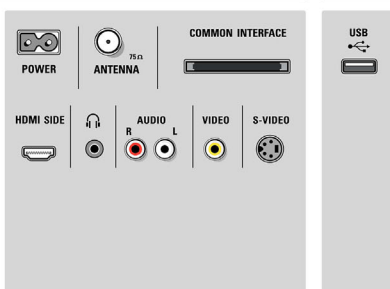 COMMON INTERFACE
75Ω
POWER
ANTENNA
HDMI SIDE
AUDIO
R L
VIDEO
S-VIDEO
USB